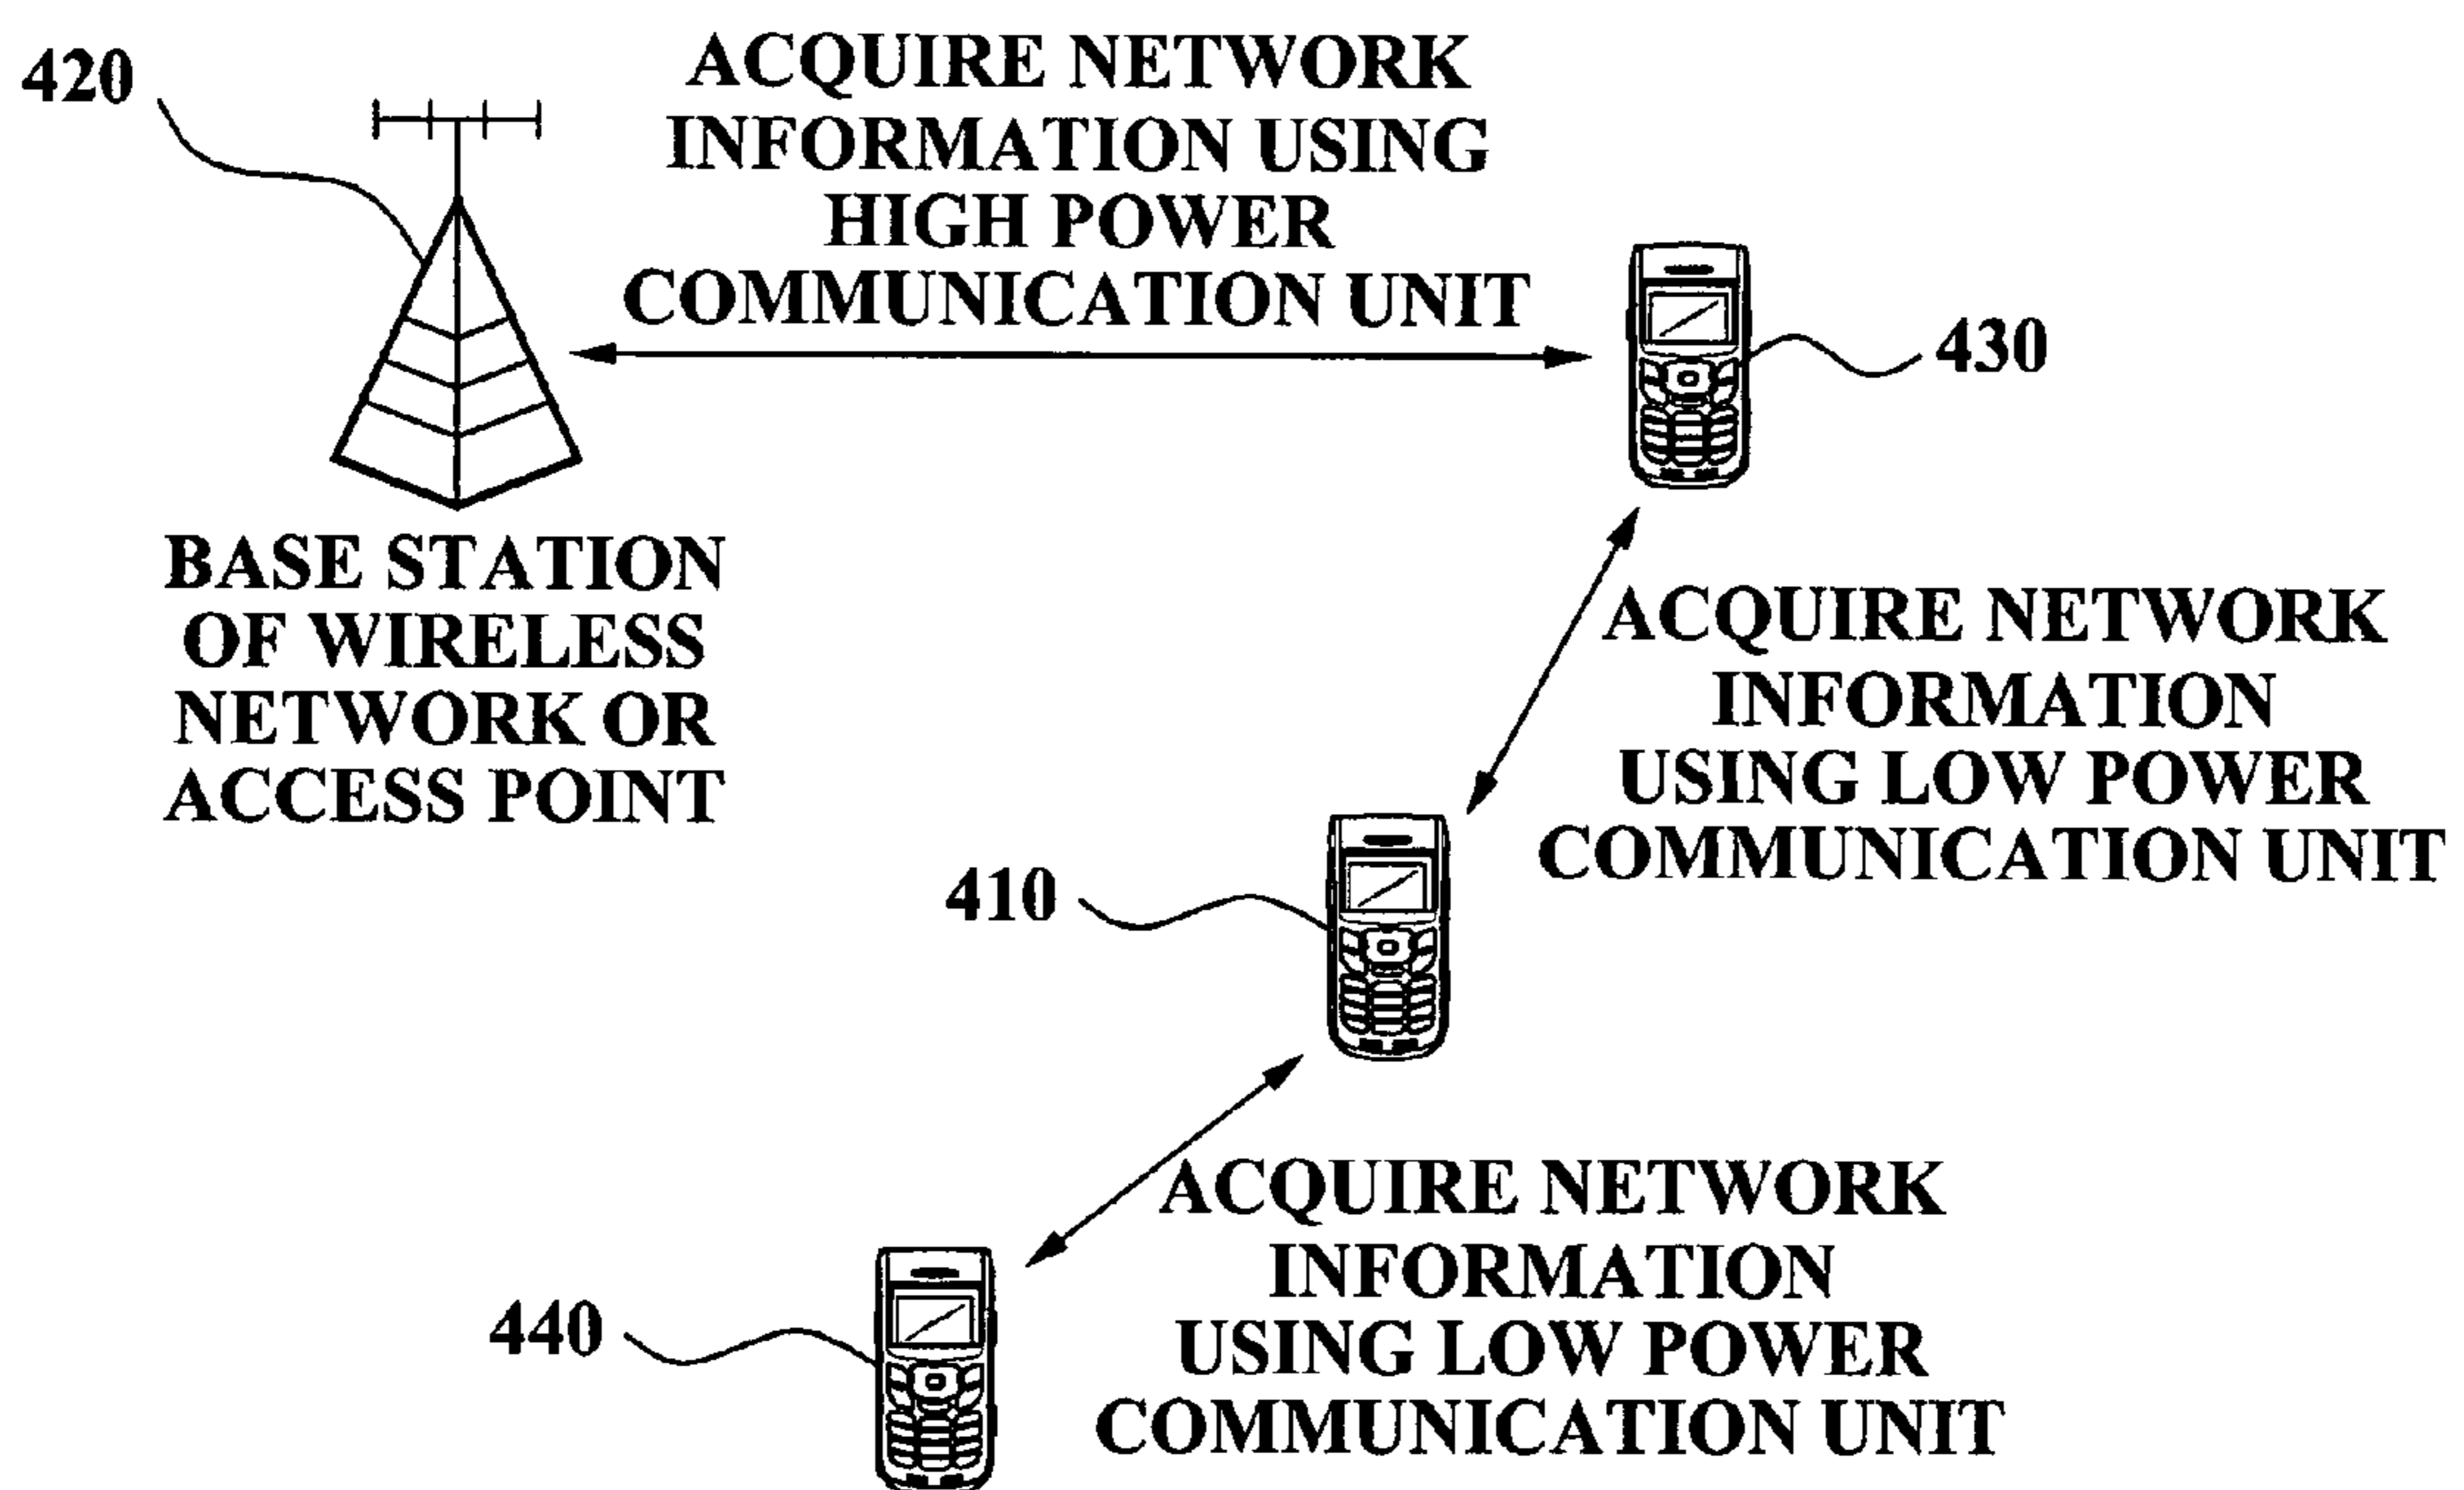 420
ACQUIRE NETWORK
INFORMATION USING
HIGH POWER
COMMUNICATION UNIT
430
BASE STATION
OF WIRELESS
NETWORK OR
ACCESS POINT
ACQUIRE NETWORK
INFORMATION
USING LOW POWER
COMMUNICATION UNIT
410
ACQUIRE NETWORK
INFORMATION
USING LOW POWER
COMMUNICATION UNIT
440